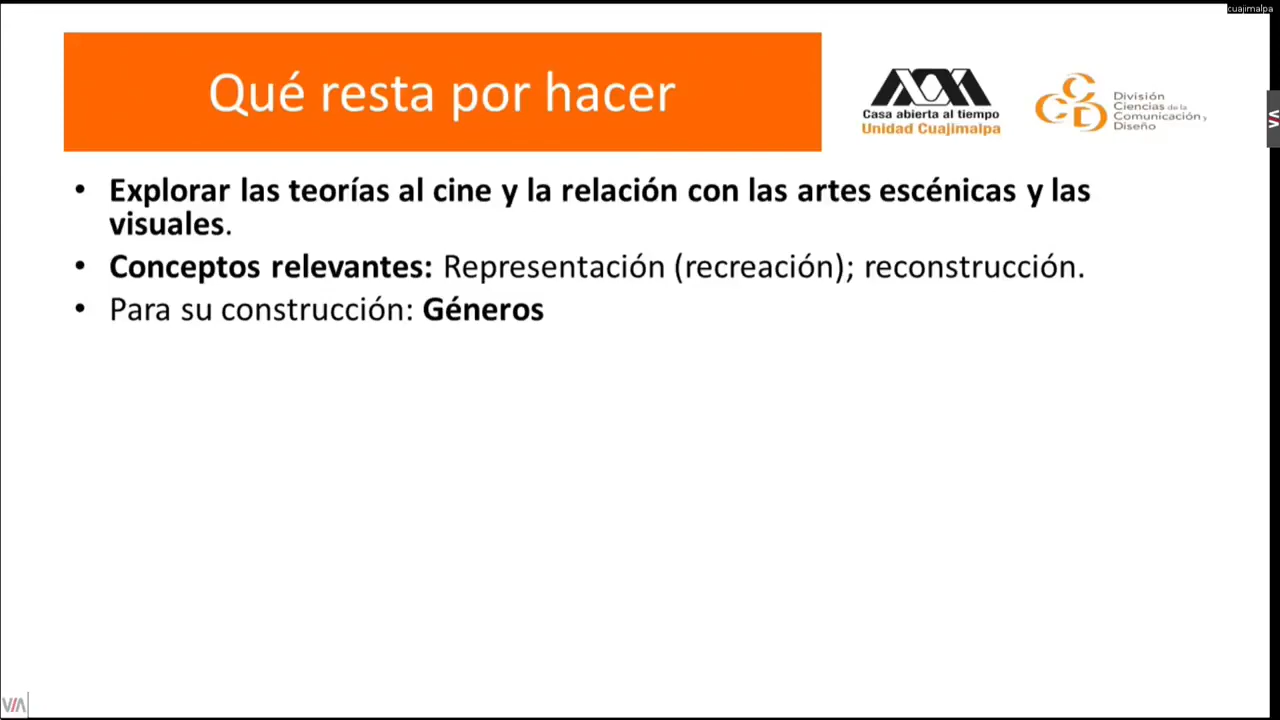 cuajimalpa
Qué resta por hacer
Casa abierta al tiempo
Unidad Cuajimalpa
CCD
División
Ciencias de la
Comunicación y
Diseño
• Explorar las teorías al cine y la relación con las artes escénicas y las
visuales.
• Conceptos relevantes: Representación (recreación); reconstrucción.
• Para su construcción: Géneros
VIA